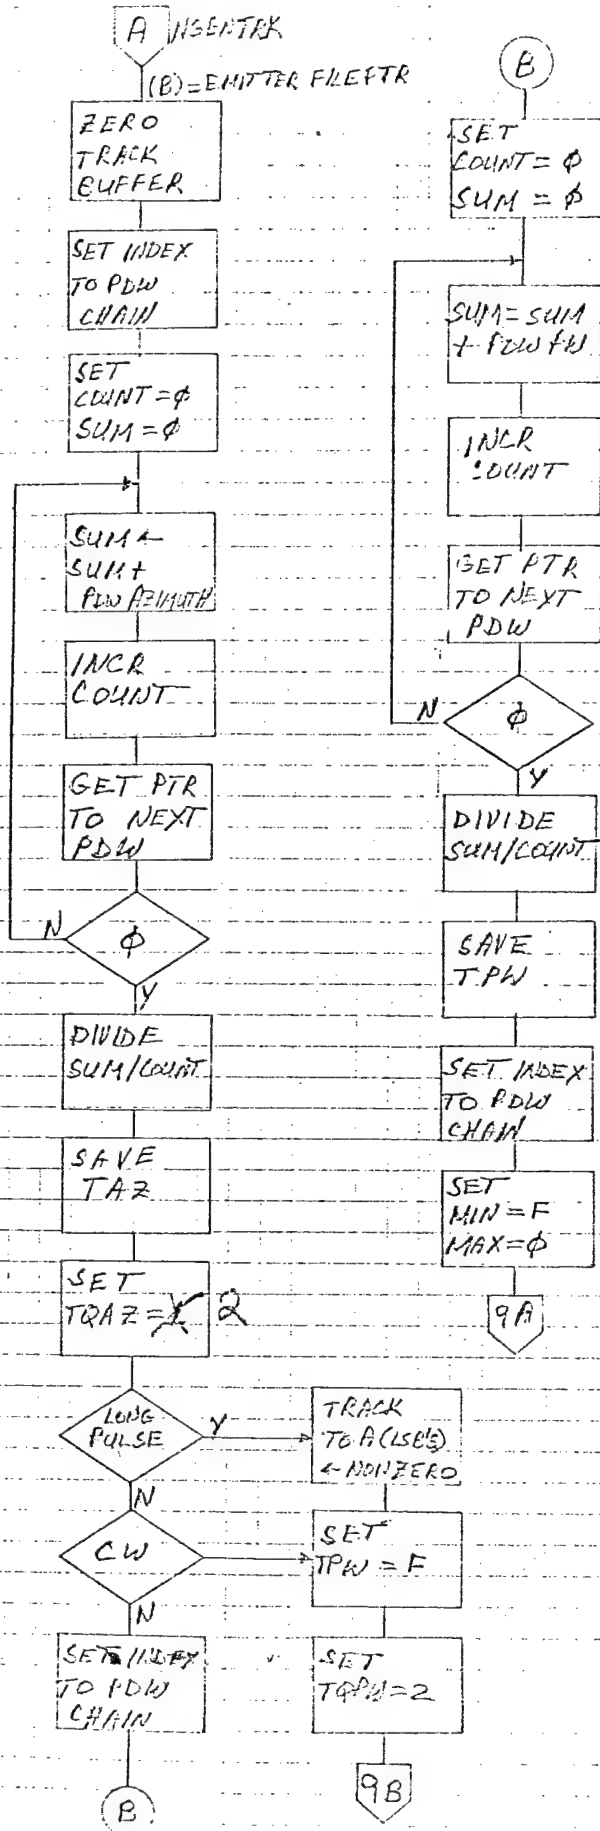 A NGENTRK
(B)=EMITTER FILEPTR
ZERO
TRACK
BUFFER
SET INDEX
TO PDW
CHAIN
SET
COUNT=φ
SUM=φ
SUM←
SUM+
PDW AZIMUTH
INCR
COUNT
GET PTR
TO NEXT
PDW
N
φ
Y
DIVIDE
SUM/COUNT
SAVE
TAZ
SET
TQAZ = 2
LONG
PULSE
Y
N
CW
N
SET INDEX
TO PDW
CHAIN
B
TRACK
TOA(LSB'S)
← NONZERO
SET
TPW = F
SET
TQPW=2
9B
B
SET
COUNT=φ
SUM = φ
SUM=SUM
+ PDW PW
INCR
COUNT
GET PTR
TO NEXT
PDW
N
φ
Y
DIVIDE
SUM/COUNT
SAVE
TPW
SET INDEX
TO PDW
CHAIN
SET
MIN=F
MAX=φ
9A